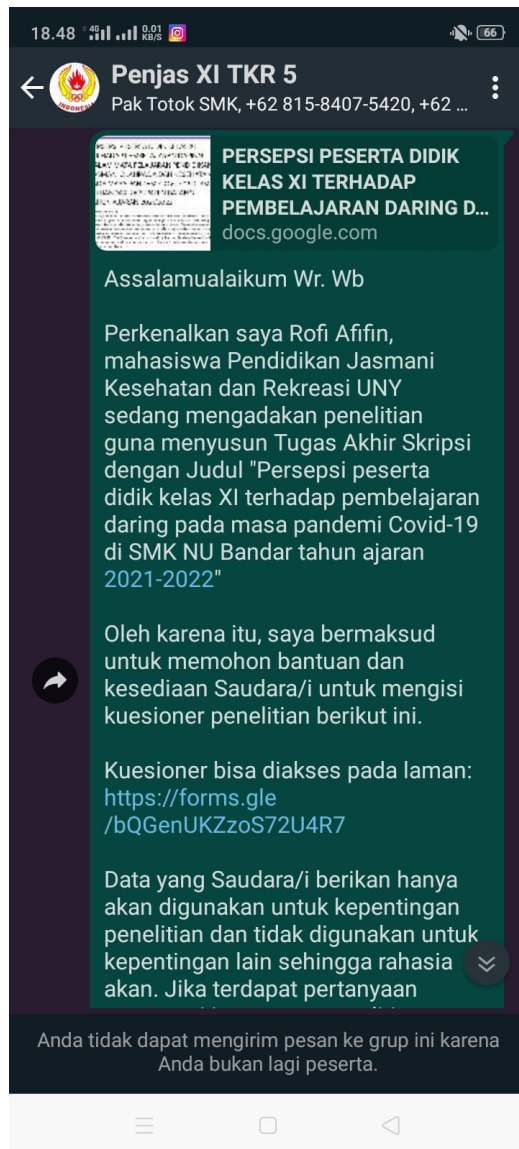 18.48 4G 0.01 KB/S 66
Penjas XI TKR 5
Pak Totok SMK, +62 815-8407-5420, +62 ...
INDONESIA
PERSEPSI PESERTA DIDIK
KELAS XI TERHADAP
PEMBELAJARAN DARING D...
docs.google.com
Assalamualaikum Wr. Wb
Perkenalkan saya Rofi Afifin,
mahasiswa Pendidikan Jasmani
Kesehatan dan Rekreasi UNY
sedang mengadakan penelitian
guna menyusun Tugas Akhir Skripsi
dengan Judul "Persepsi peserta
didik kelas XI terhadap pembelajaran
daring pada masa pandemi Covid-19
di SMK NU Bandar tahun ajaran
2021-2022"
Oleh karena itu, saya bermaksud
untuk memohon bantuan dan
kesediaan Saudara/i untuk mengisi
kuesioner penelitian berikut ini.
Kuesioner bisa diakses pada laman:
https://forms.gle
/bQGenUKZzoS72U4R7
Data yang Saudara/i berikan hanya
akan digunakan untuk kepentingan
penelitian dan tidak digunakan untuk
kepentingan lain sehingga rahasia
akan. Jika terdapat pertanyaan
Anda tidak dapat mengirim pesan ke grup ini karena
Anda bukan lagi peserta.